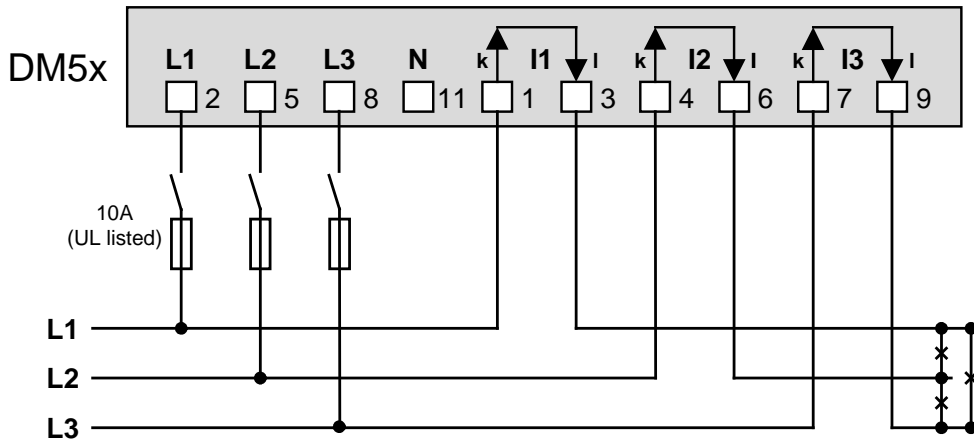 DM5x
L1 L2 L3 N k I1 l k I2 l k I3 l
2 5 8 11 1 3 4 6 7 9
10A
(UL listed)
L1
L2
L3